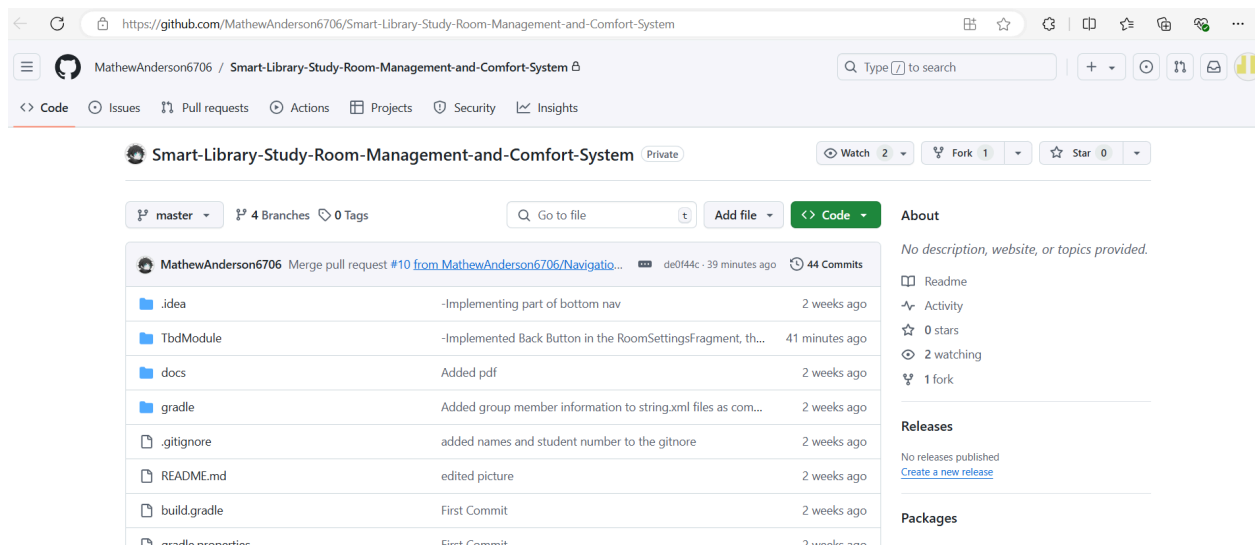 https://github.com/MathewAnderson6706/Smart-Library-Study-Room-Management-and-Comfort-System
MathewAnderson6706 / Smart-Library-Study-Room-Management-and-Comfort-System
Type / to search
Code Issues Pull requests Actions Projects Security Insights
Smart-Library-Study-Room-Management-and-Comfort-System Private
Watch 2 Fork 1 Star 0
master 4 Branches 0 Tags Go to file t Add file Code
MathewAnderson6706 Merge pull request #10 from MathewAnderson6706/Navigatio... de0f44c · 39 minutes ago 44 Commits
.idea -Implementing part of bottom nav 2 weeks ago
TbdModule -Implemented Back Button in the RoomSettingsFragment, th... 41 minutes ago
docs Added pdf 2 weeks ago
gradle Added group member information to string.xml files as com... 2 weeks ago
.gitignore added names and student number to the gitnore 2 weeks ago
README.md edited picture 2 weeks ago
build.gradle First Commit 2 weeks ago
gradle.properties First Commit 2 weeks ago
About
No description, website, or topics provided.
Readme
Activity
0 stars
2 watching
1 fork
Releases
No releases published
Create a new release
Packages